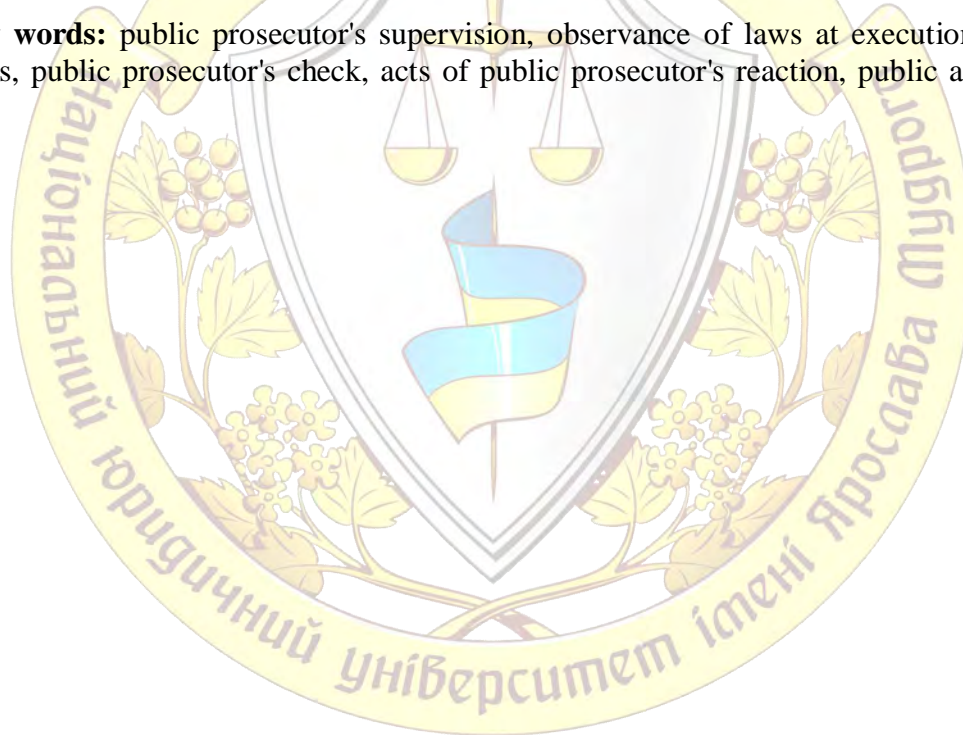 words: public prosecutor's supervision, observance of laws at execution
s, public prosecutor's check, acts of public prosecutor's reaction, public a
Національний юридичний університет імені Ярослава Мудрого